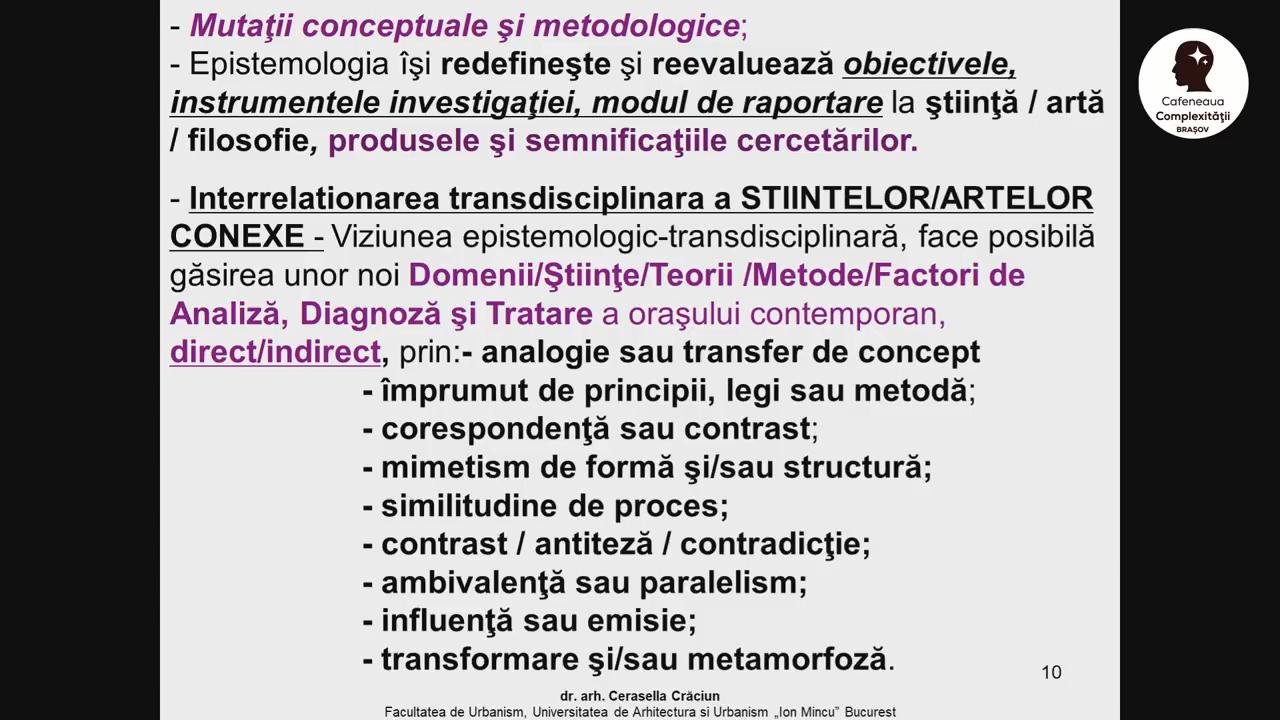 - Mutaţii conceptuale şi metodologice;
- Epistemologia îşi redefineşte şi reevaluează obiectivele,
instrumentele investigaţiei, modul de raportare la ştiinţă / artă
/ filosofie, produsele şi semnificaţiile cercetărilor.
- Interrelationarea transdisciplinara a STIINTELOR/ARTELOR
CONEXE - Viziunea epistemologic-transdisciplinară, face posibilă
găsirea unor noi Domenii/Ştiinţe/Teorii /Metode/Factori de
Analiză, Diagnoză şi Tratare a oraşului contemporan,
direct/indirect, prin:- analogie sau transfer de concept
- împrumut de principii, legi sau metodă;
- corespondenţă sau contrast;
- mimetism de formă şi/sau structură;
- similitudine de proces;
- contrast / antiteză / contradicţie;
- ambivalenţă sau paralelism;
- influenţă sau emisie;
- transformare şi/sau metamorfoză.
10
dr. arh. Cerasella Crăciun
Facultatea de Urbanism, Universitatea de Arhitectura si Urbanism „Ion Mincu” Bucurest
Cafeneaua
Complexităţii
BRAȘOV